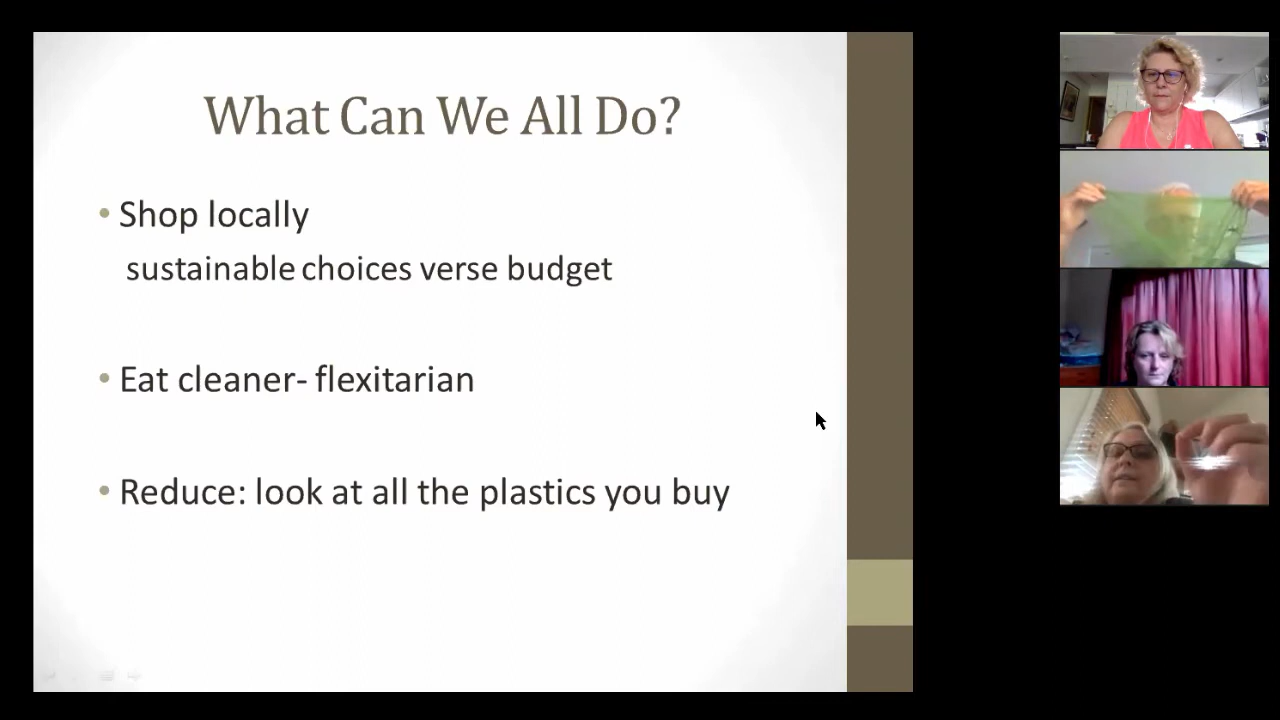 What Can We All Do?
• Shop locally
sustainable choices verse budget
• Eat cleaner- flexitarian
• Reduce: look at all the plastics you buy